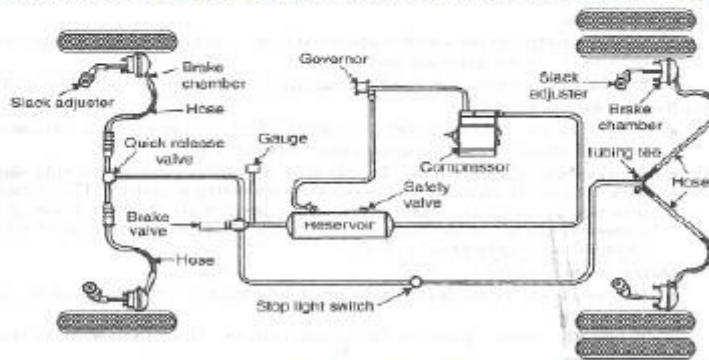 Brake
chamber
Slack adjuster
Hose
Quick release
valve
Gauge
Governor
Compressor
Safety
valve
Brake
valve
Reservoir
Hose
Stop light switch
Slack
adjuster
Brake
chamber
Tubing tee
Hose